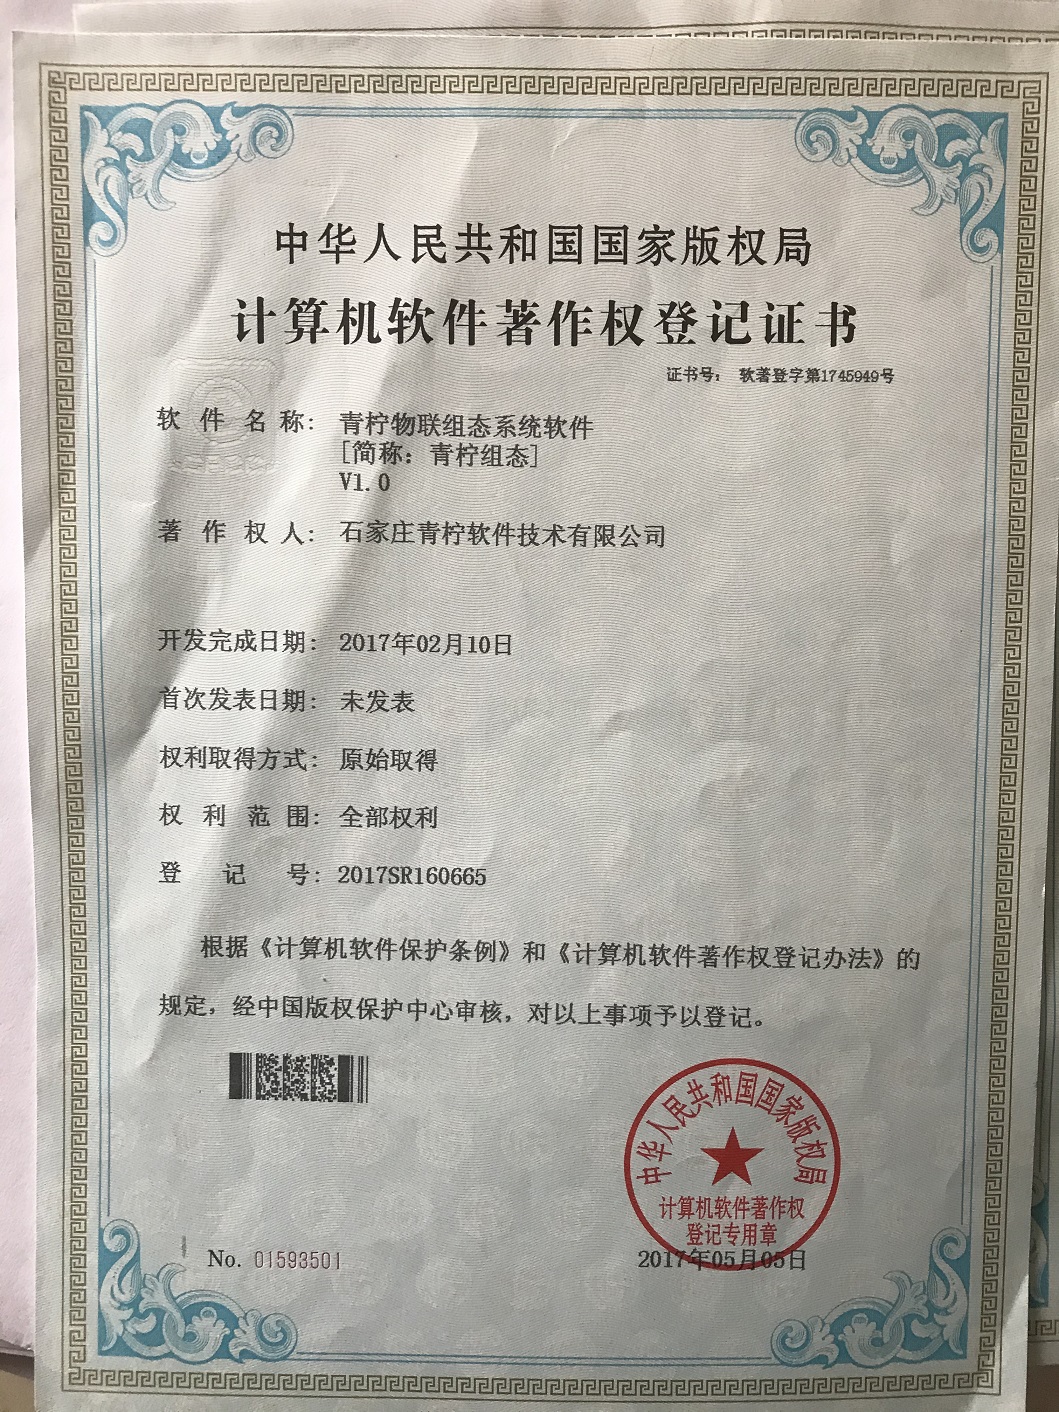 中华人民共和国国家版权局
计算机软件著作权登记证书
证书号： 软著登字第1745949号
软件名称： 青柠物联组态系统软件
[简称：青柠组态]
V1.0
著作权人： 石家庄青柠软件技术有限公司
开发完成日期： 2017年02月10日
首次发表日期： 未发表
权利取得方式： 原始取得
权利范围： 全部权利
登记号： 2017SR160665
根据《计算机软件保护条例》和《计算机软件著作权登记办法》的
规定，经中国版权保护中心审核，对以上事项予以登记。
中华人民共和国国家版权局
计算机软件著作权
登记专用章
No. 01593501
2017年05月05日